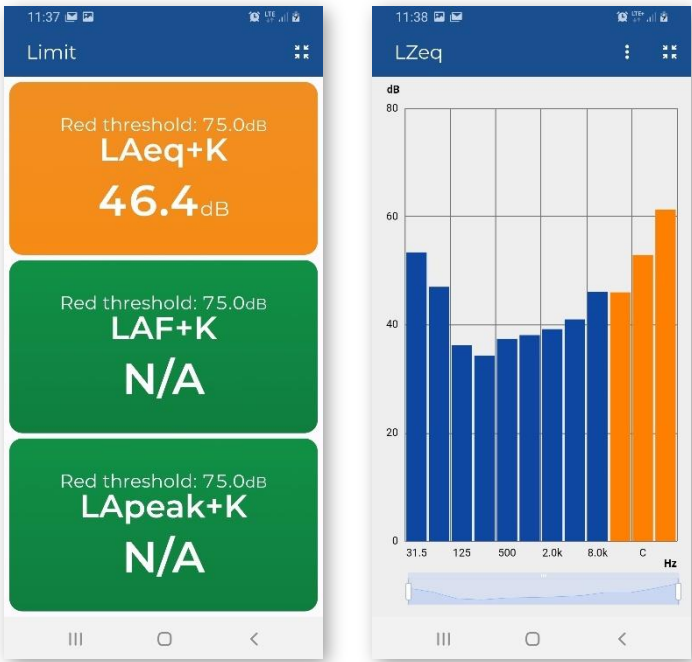 11:37
LTE
Limit
Red threshold: 75.0dB
LAeq+K
46.4dB
Red threshold: 75.0dB
LAF+K
N/A
Red threshold: 75.0dB
LApeak+K
N/A
11:38
LTE+
LZeq
dB
80
60
40
20
0
31.5 125 500 2.0k 8.0k C
Hz